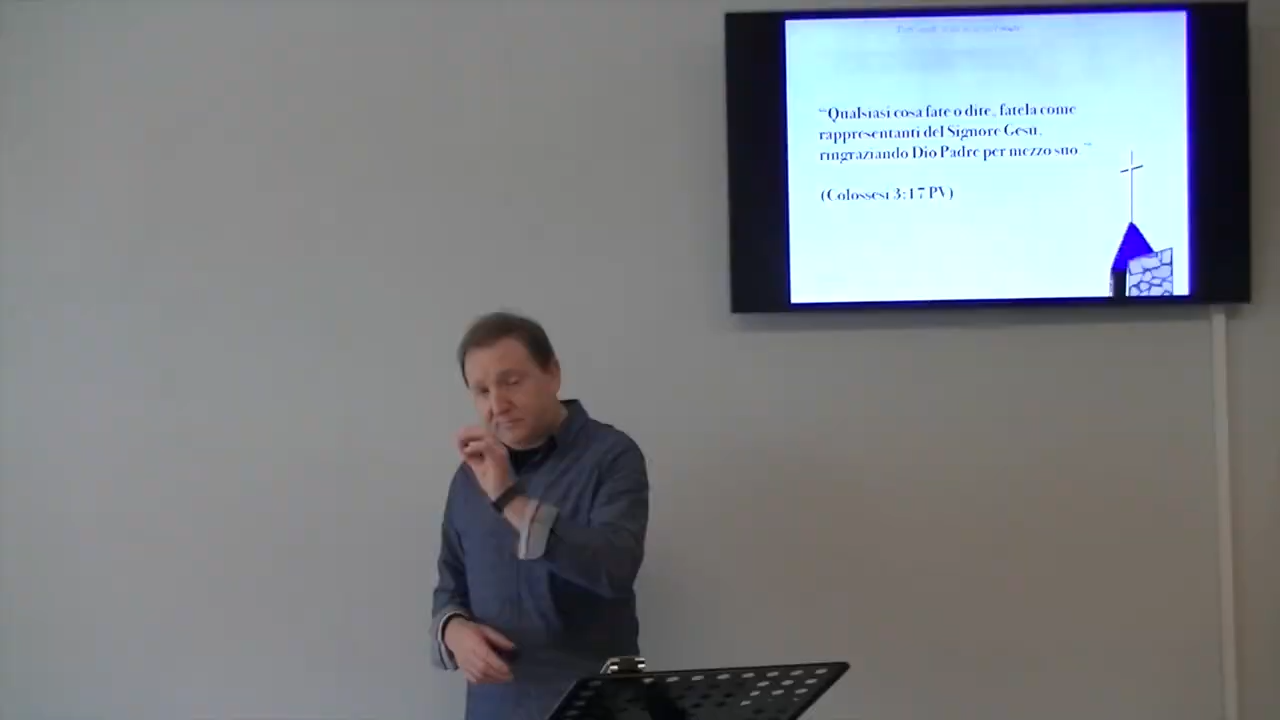 “Qualsiasi cosa fate o dite, fatela come
rappresentanti del Signore Gesù,
ringraziando Dio Padre per mezzo suo.”
(Colossesi 3:17 PV)